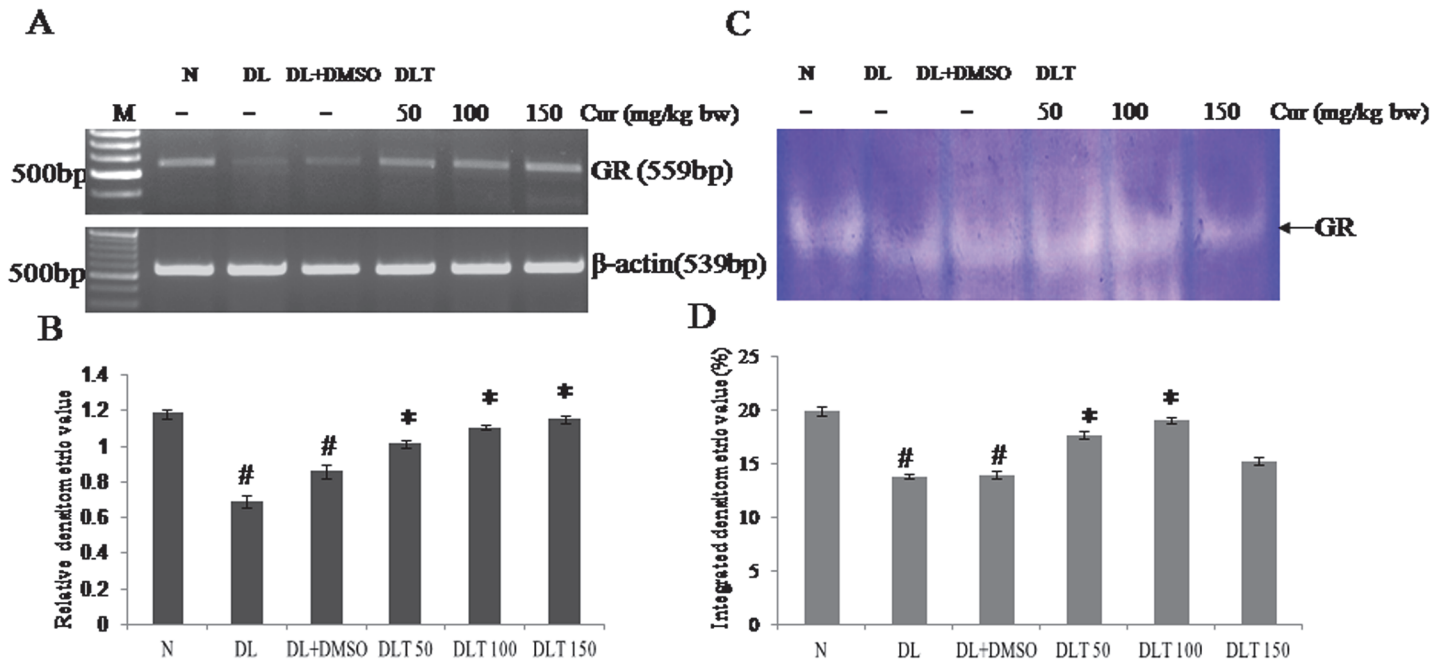 A
N DL DL+DMSO DLT
M – – – 50 100 150 Cur (mg/kg bw)
500bp GR (559bp)
500bp β-actin(539bp)
B
Relative densitometric value
1.4
1.2
1
0.8
0.6
0.4
0.2
0
# # * * *
N DL DL+DMSO DLT 50 DLT 100 DLT 150
C
N DL DL+DMSO DLT
– – – 50 100 150 Cur (mg/kg bw)
GR
D
Integrated densitometric value (%)
25
20
15
10
5
0
# # * *
N DL DL+DMSO DLT 50 DLT 100 DLT 150